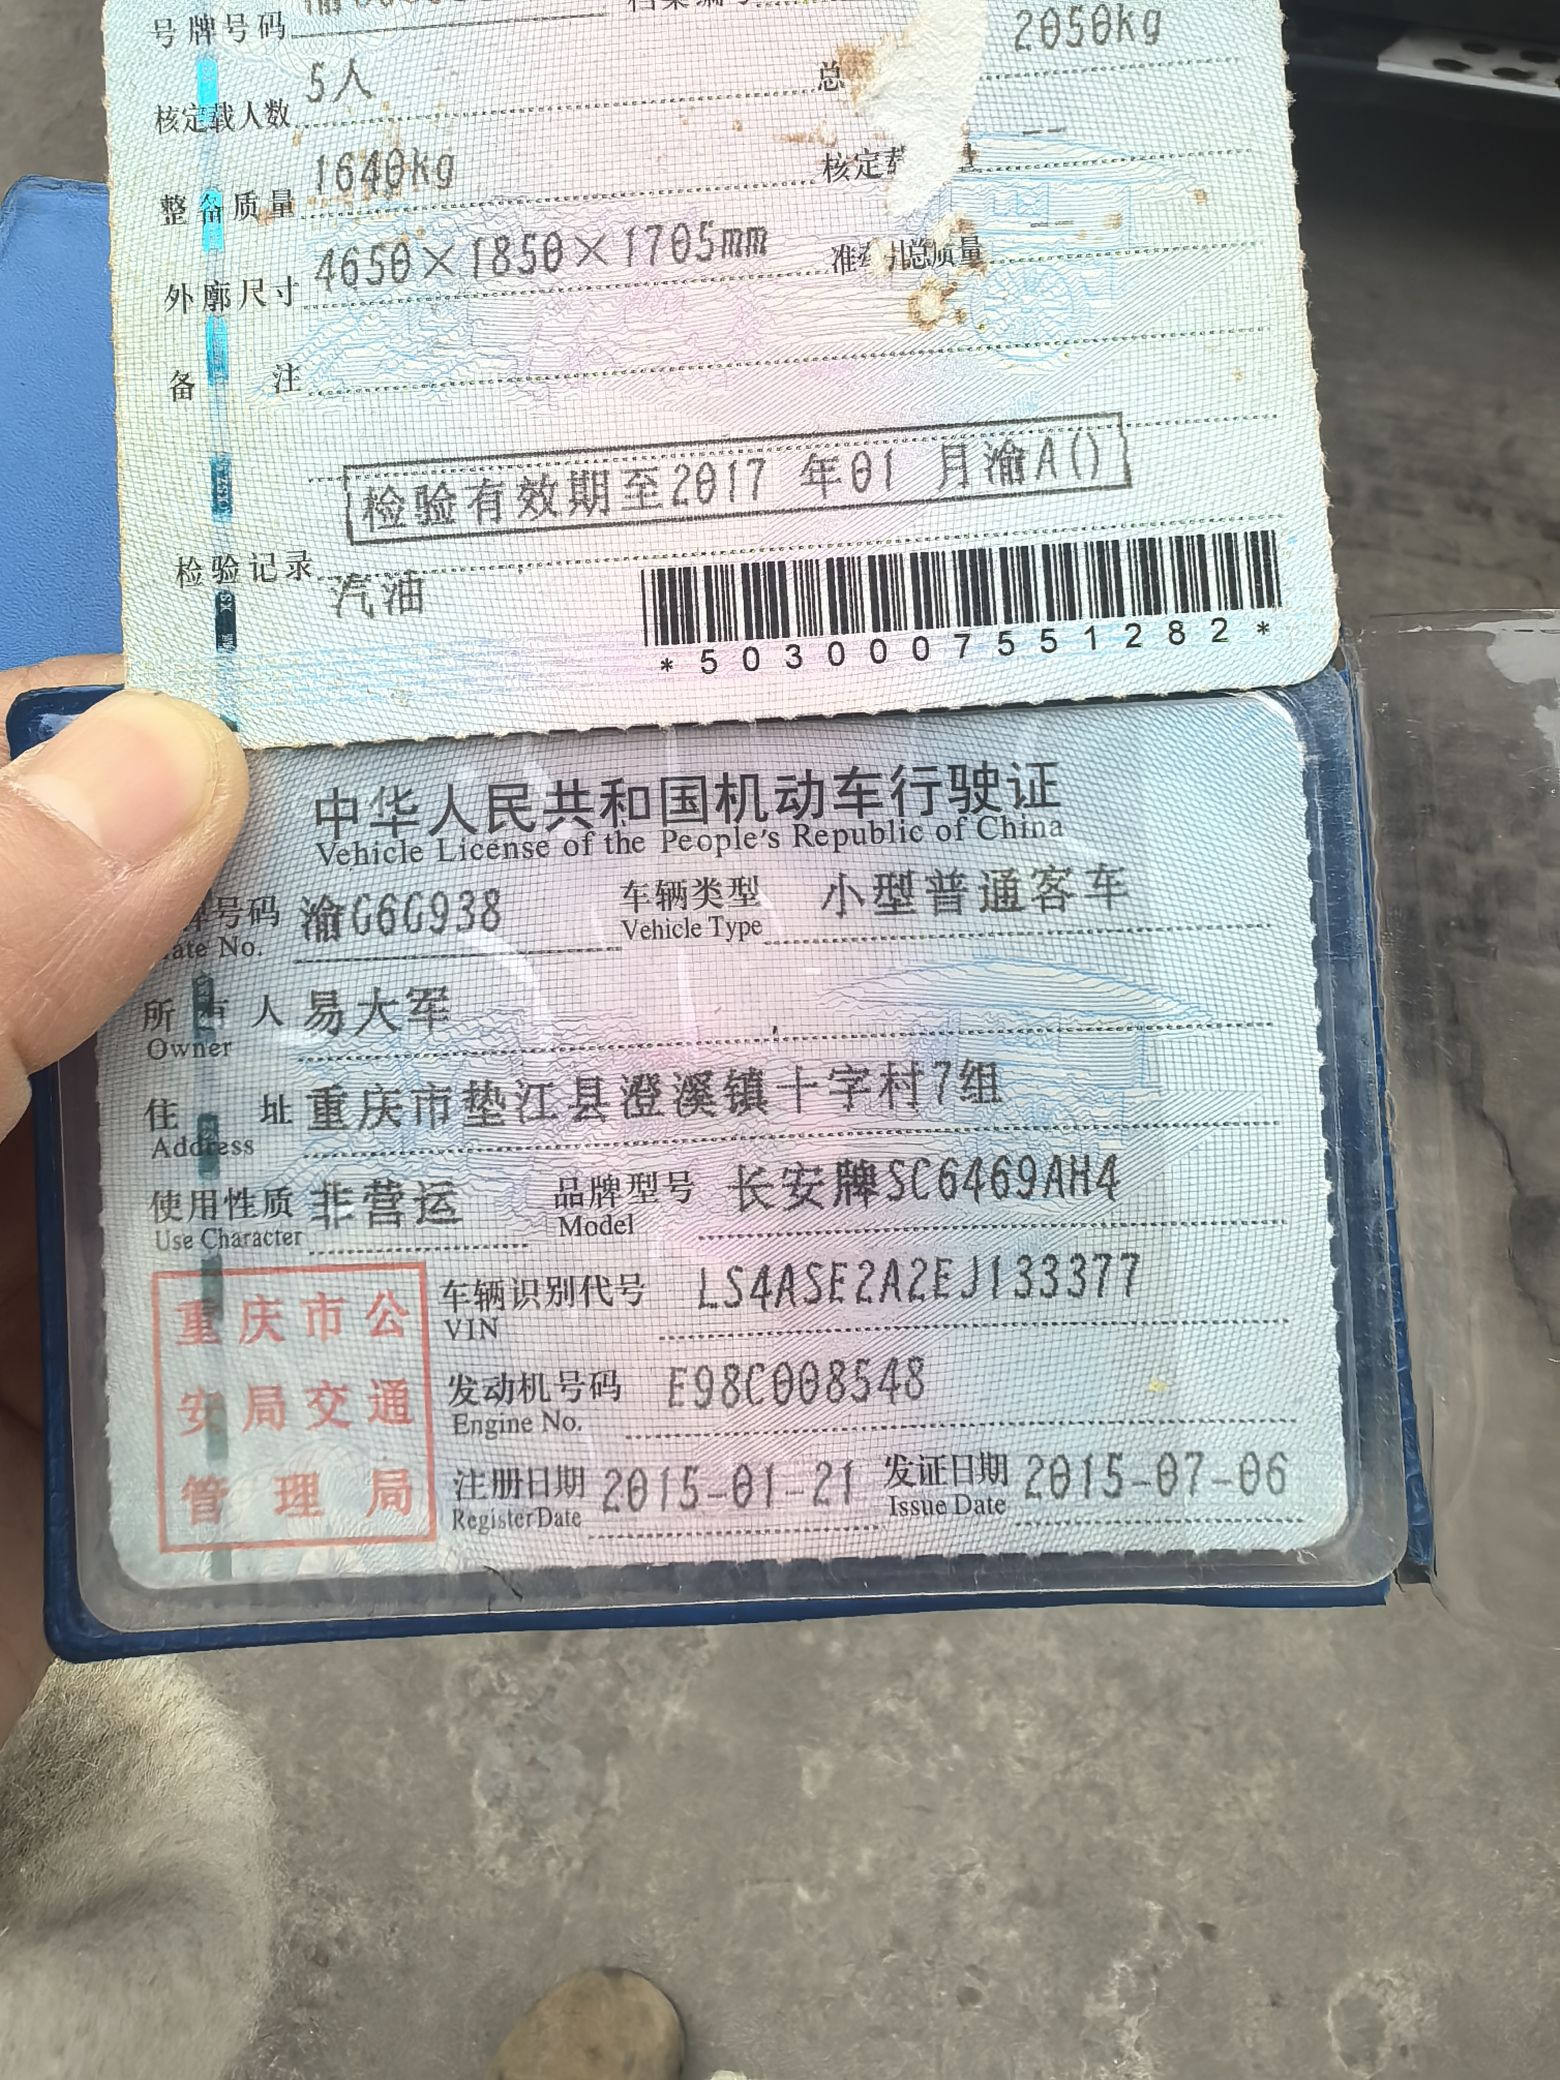 号牌号码
2050kg
核定载人数 5人 总
整备质量 1640kg 核定 --
外廓尺寸 4650×1850×1705mm 总质量 --
备注
检验有效期至2017 年01 月渝A()
检验记录
汽油
*5030007551282*
中华人民共和国机动车行驶证
Vehicle License of the People's Republic of China
号码 渝G6G938 车辆类型 小型普通客车
No. Vehicle Type
所有人 易大军
Owner
住址 重庆市垫江县澄溪镇十字村7组
Address
使用性质 非营运 品牌型号 长安牌SC6469AH4
Use Character Model
车辆识别代号 LS4ASE2A2EJ133377
VIN
发动机号码 E98C008548
Engine No.
注册日期 2015-01-21 发证日期 2015-07-06
Register Date Issue Date
重庆市公
安局交通
管理局